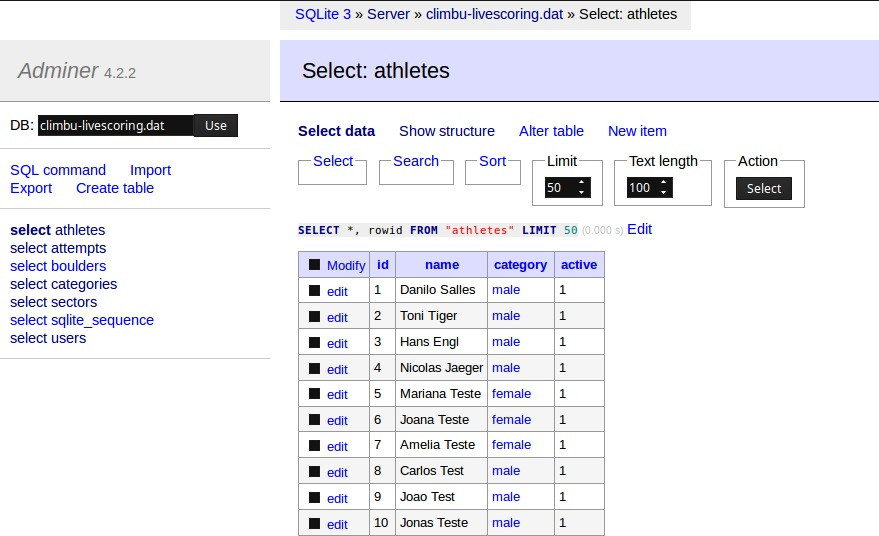 SQLite 3 » Server » climbu-livescoring.dat » Select: athletes
Adminer 4.2.2
Select: athletes
DB: climbu-livescoring.dat Use
SQL command Import
Export Create table
select athletes
select attempts
select boulders
select categories
select sectors
select sqlite_sequence
select users
Select data Show structure Alter table New item
Select Search Sort Limit Text length Action
50 100 Select
SELECT *, rowid FROM "athletes" LIMIT 50 (0.000 s) Edit
Modify id name category active
edit 1 Danilo Salles male 1
edit 2 Toni Tiger male 1
edit 3 Hans Engl male 1
edit 4 Nicolas Jaeger male 1
edit 5 Mariana Teste female 1
edit 6 Joana Teste female 1
edit 7 Amelia Teste female 1
edit 8 Carlos Test male 1
edit 9 Joao Test male 1
edit 10 Jonas Teste male 1